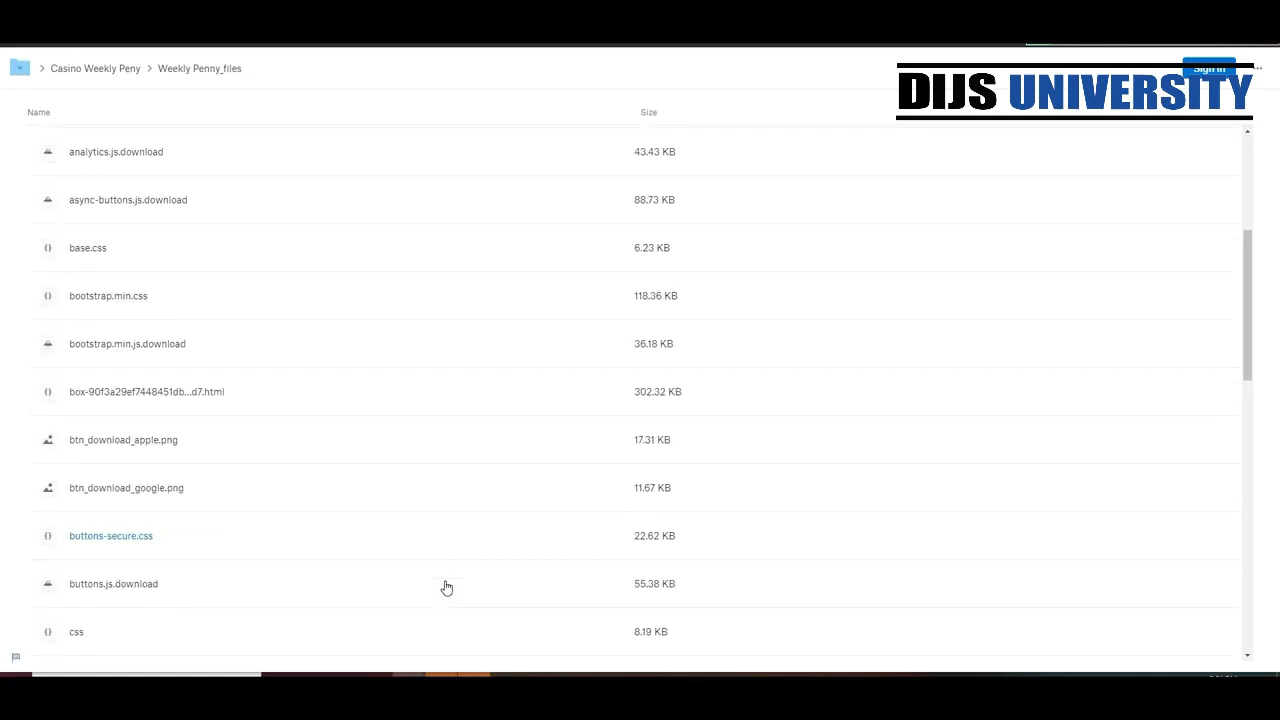 Casino Weekly Peny > Weekly Penny_files
Sign in
DIJS UNIVERSITY
Name Size
analytics.js.download 43.43 KB
async-buttons.js.download 88.73 KB
base.css 6.23 KB
bootstrap.min.css 118.36 KB
bootstrap.min.js.download 36.18 KB
box-90f3a29ef7448451db...d7.html 302.32 KB
btn_download_apple.png 17.31 KB
btn_download_google.png 11.67 KB
buttons-secure.css 22.62 KB
buttons.js.download 55.38 KB
css 8.19 KB